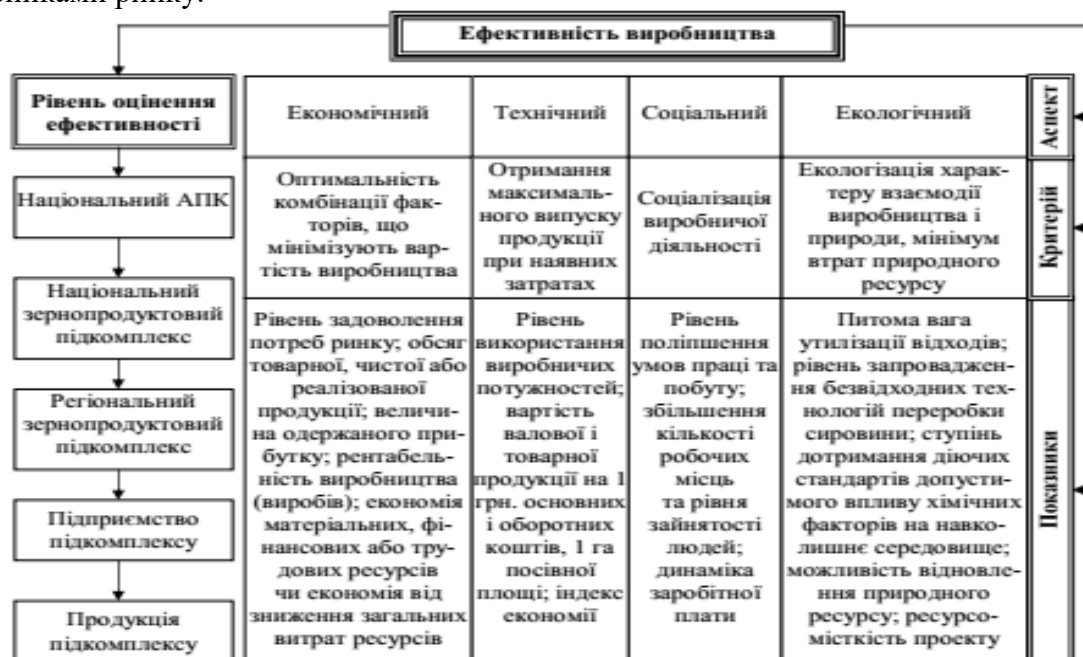 никами ринку.
Ефективність виробництва
Рівень оцінення
ефективності
Національний АПК
Національний
зернопродуктовий
підкомплекс
Регіональний
зернопродуктовий
підкомплекс
Підприємство
підкомплексу
Продукція
підкомплексу
Економічний
Технічний
Соціальний
Екологічний
Аспект
Оптимальність
комбінації фак-
торів, що
мінімізують вар-
тість виробництва
Отримання
максималь-
ного випуску
продукції
при наявних
затратах
Соціалізація
виробничої
діяльності
Екологізація харак-
теру взаємодії
виробництва і
природи, мінімум
втрат природного
ресурсу
Критерій
Рівень задоволення
потреб ринку; обсяг
товарної, чистої або
реалізованої
продукції; величи-
на одержаного при-
бутку; рентабель-
ність виробництва
(виробів); економія
матеріальних, фі-
нансових або тру-
дових ресурсів
чи економія від
зниження загальних
витрат ресурсів
Рівень
використання
виробничих
потужностей;
вартість
валової і
товарної
продукції на 1
грн. основних
і оборотних
коштів, 1 га
посівної
площі; індекс
економії
Рівень
поліпшення
умов праці та
побуту;
збільшення
кількості
робочих
місць
та рівня
зайнятості
людей;
динаміка
заробітної
плати
Питома вага
утилізації відходів;
рівень запроваджен-
ня безвідходних тех-
нологій переробки
сировини; ступінь
дотримання діючих
стандартів допусти-
мого впливу хімічних
факторів на навко-
лишнє середовище;
можливість відновле-
ння природного
ресурсу; ресурсо-
місткість проекту
Показники